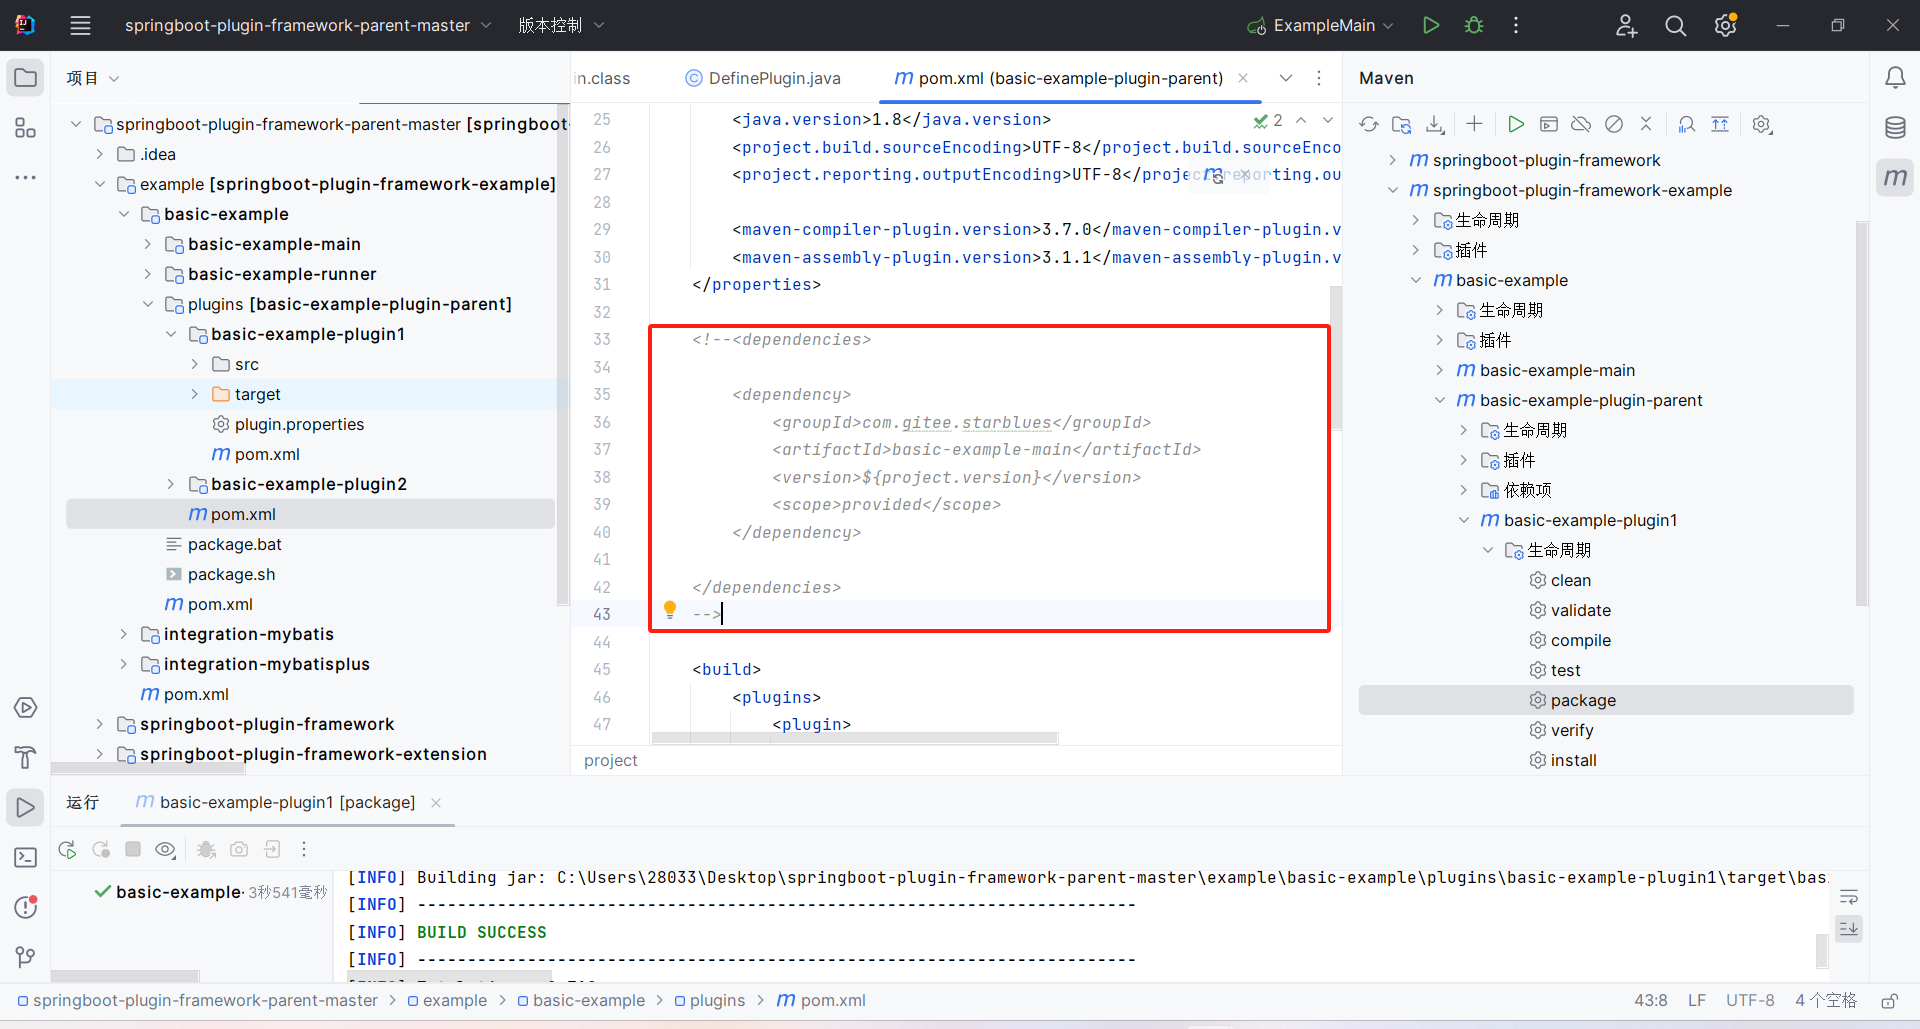 springboot-plugin-framework-parent-master
版本控制
ExampleMain
项目
in.class
DefinePlugin.java
pom.xml (basic-example-plugin-parent)
Maven
springboot-plugin-framework-parent-master [springboot-
.idea
example [springboot-plugin-framework-example]
basic-example
basic-example-main
basic-example-runner
plugins [basic-example-plugin-parent]
basic-example-plugin1
src
target
plugin.properties
pom.xml
basic-example-plugin2
pom.xml
package.bat
package.sh
pom.xml
integration-mybatis
integration-mybatisplus
pom.xml
springboot-plugin-framework
springboot-plugin-framework-extension
2
25 <java.version>1.8</java.version>
26 <project.build.sourceEncoding>UTF-8</project.build.sourceEnco
27 <project.reporting.outputEncoding>UTF-8</project.reporting.ou
28
29 <maven-compiler-plugin.version>3.7.0</maven-compiler-plugin.v
30 <maven-assembly-plugin.version>3.1.1</maven-assembly-plugin.v
31 </properties>
32
33 <!--<dependencies>
34
35 <dependency>
36 <groupId>com.gitee.starblues</groupId>
37 <artifactId>basic-example-main</artifactId>
38 <version>${project.version}</version>
39 <scope>provided</scope>
40 </dependency>
41
42 </dependencies>
43 -->
44
45 <build>
46 <plugins>
47 <plugin>
project
springboot-plugin-framework
springboot-plugin-framework-example
生命周期
插件
basic-example
生命周期
插件
basic-example-main
basic-example-plugin-parent
生命周期
插件
依赖项
basic-example-plugin1
生命周期
clean
validate
compile
test
package
verify
install
运行
basic-example-plugin1 [package]
basic-example- 3秒541毫秒
[INFO] Building jar: C:\Users\28033\Desktop\springboot-plugin-framework-parent-master\example\basic-example\plugins\basic-example-plugin1\target\bas
[INFO] ------------------------------------------------------------------------
[INFO] BUILD SUCCESS
[INFO] ------------------------------------------------------------------------
springboot-plugin-framework-parent-master > example > basic-example > plugins > pom.xml
43:8 LF UTF-8 4 个空格